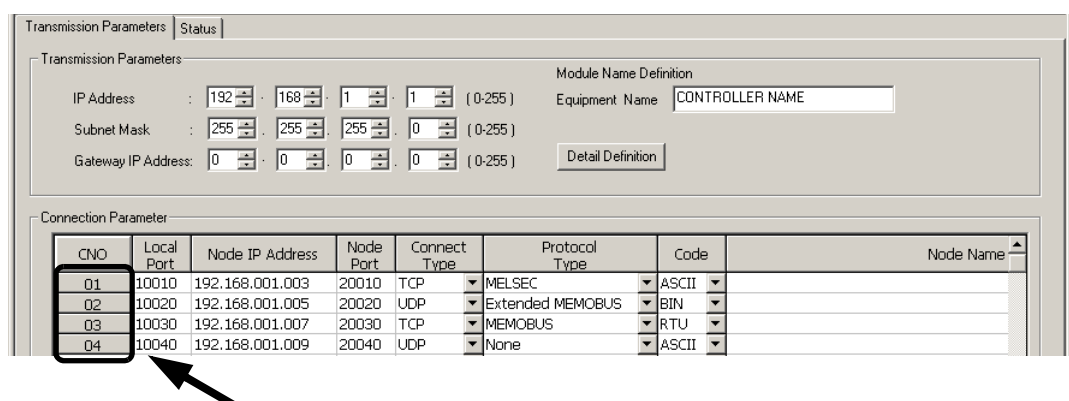 Transmission Parameters Status
Transmission Parameters
Module Name Definition
IP Address : 192 . 168 . 1 . 1 ( 0-255 ) Equipment Name CONTROLLER NAME
Subnet Mask : 255 . 255 . 255 . 0 ( 0-255 )
Gateway IP Address: 0 . 0 . 0 . 0 ( 0-255 ) Detail Definition
Connection Parameter
CNO Local Port Node IP Address Node Port Connect Type Protocol Type Code Node Name
01 10010 192.168.001.003 20010 TCP MELSEC ASCII
02 10020 192.168.001.005 20020 UDP Extended MEMOBUS BIN
03 10030 192.168.001.007 20030 TCP MEMOBUS RTU
04 10040 192.168.001.009 20040 UDP None ASCII